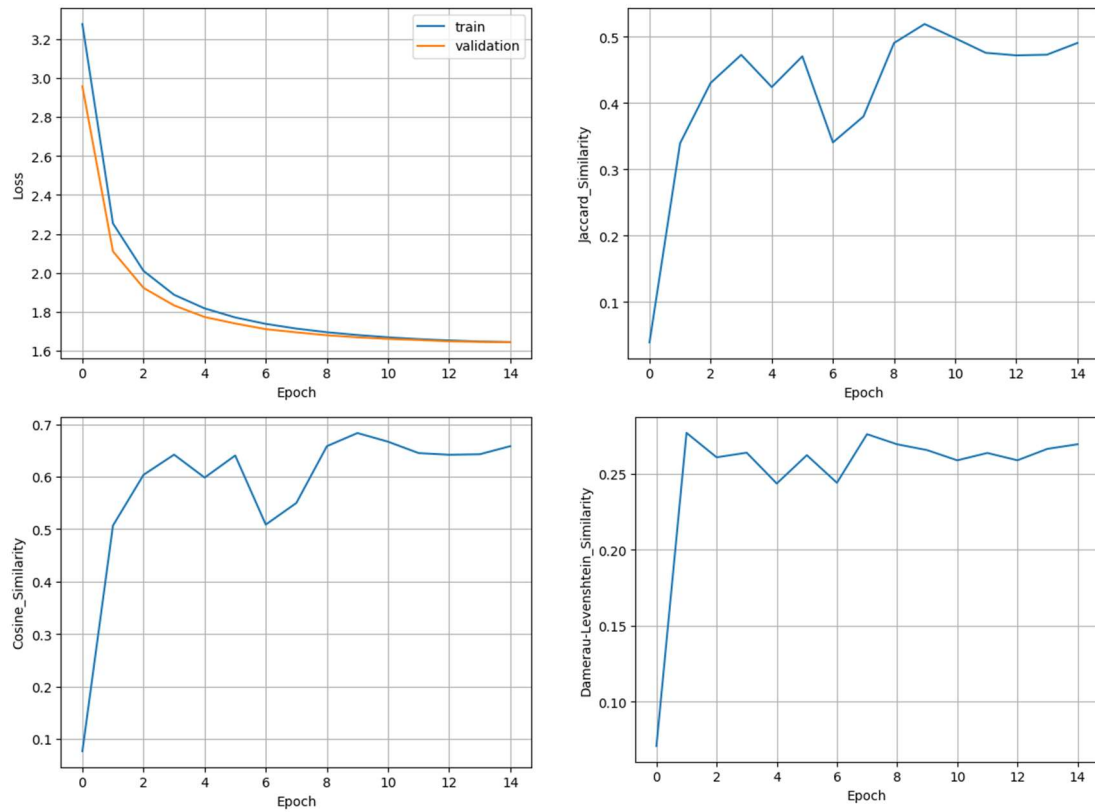 train
validation
3.2
3.0
2.8
2.6
2.4
2.2
2.0
1.8
1.6
Loss
0 2 4 6 8 10 12 14
Epoch
0.5
0.4
0.3
0.2
0.1
Jaccard_Similarity
0 2 4 6 8 10 12 14
Epoch
0.7
0.6
0.5
0.4
0.3
0.2
0.1
Cosine_Similarity
0 2 4 6 8 10 12 14
Epoch
0.25
0.20
0.15
0.10
Damerau-Levenshtein_Similarity
0 2 4 6 8 10 12 14
Epoch